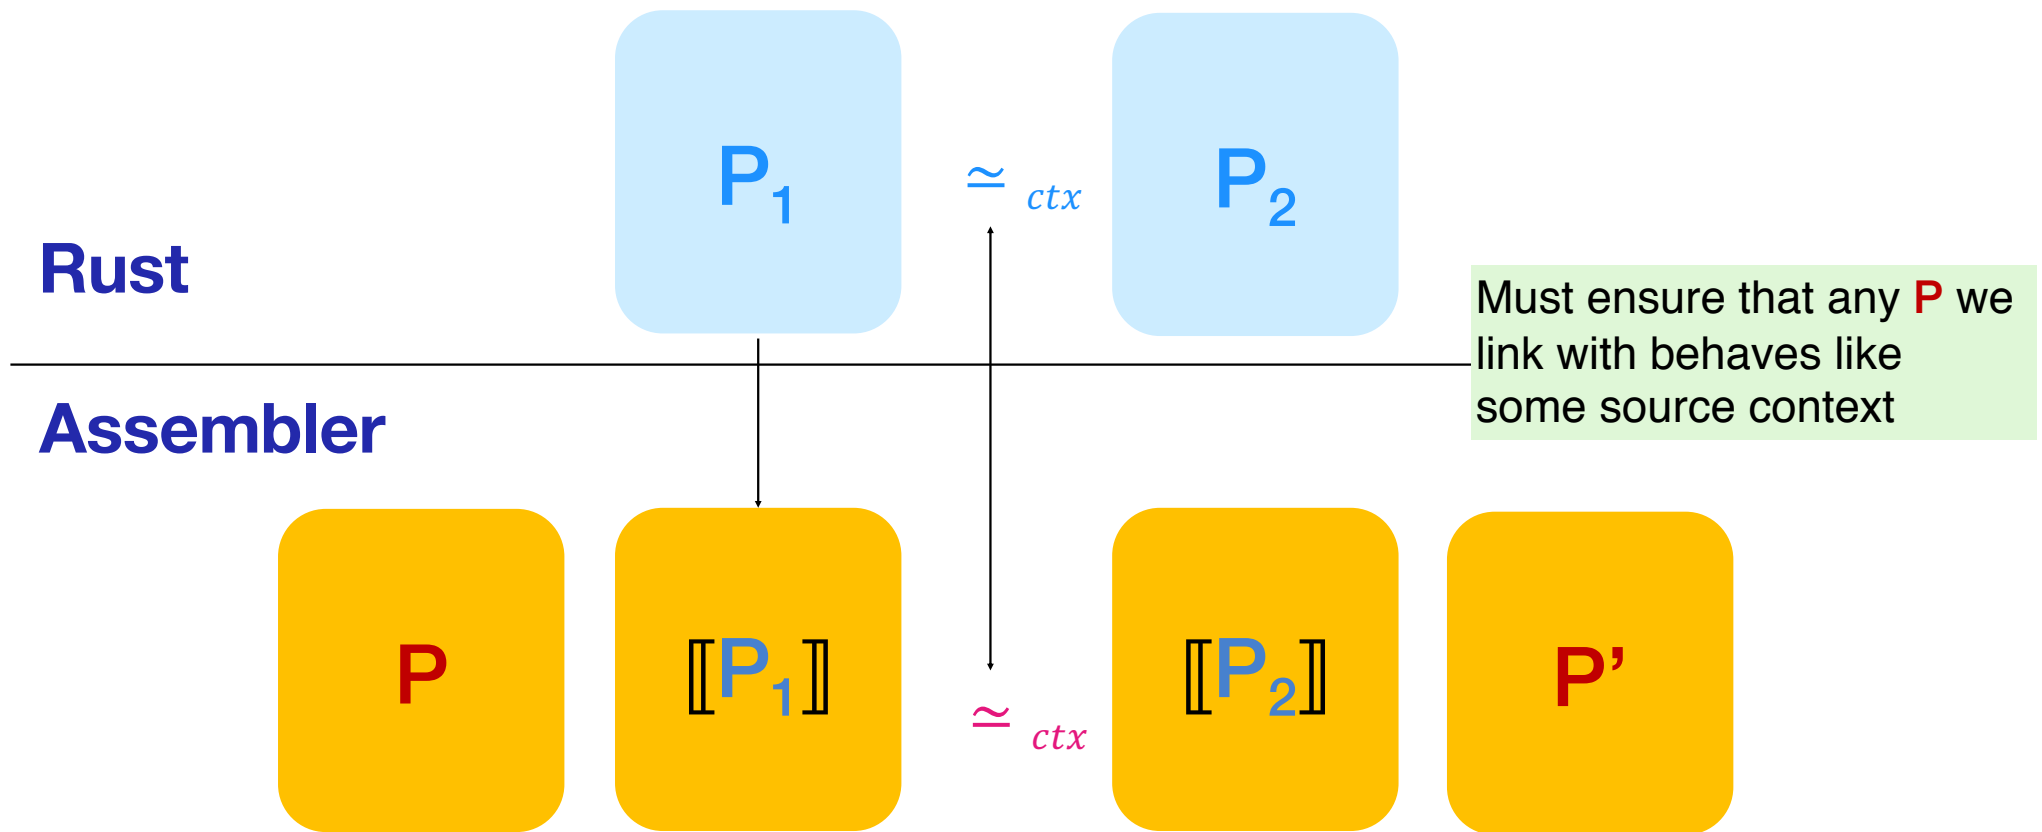 P₁ ≃ ctx P₂
Rust
Must ensure that any P we
link with behaves like
some source context
Assembler
P ⟦P₁⟧ ≃ ctx ⟦P₂⟧ P’